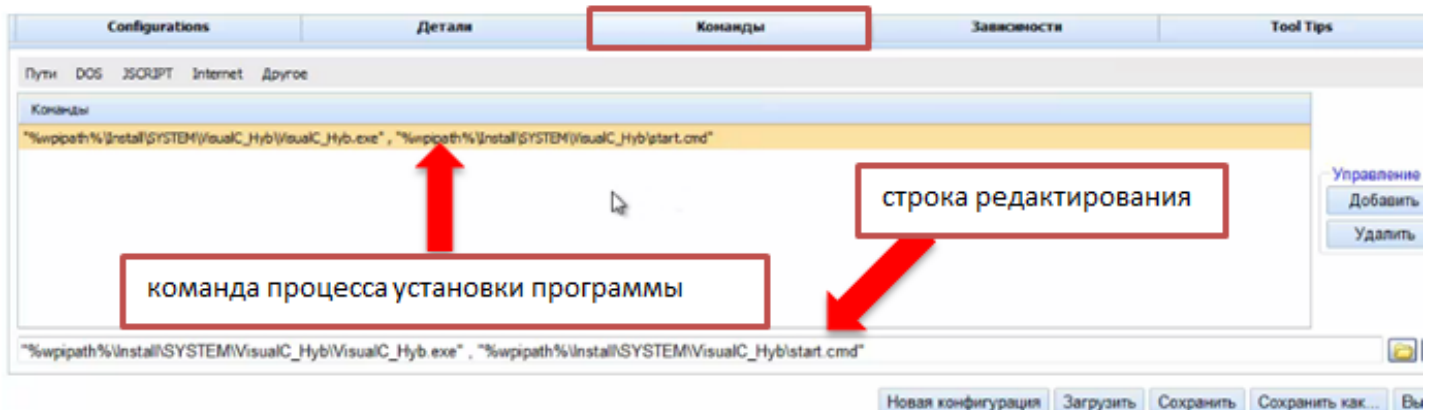 Configurations Детали Команды Зависимости Tool Tips
Пути DOS JSCRIPT Internet Другое
Команды
"%wpipath%\Install\SYSTEM\VisualC_Hyb\VisualC_Hyb.exe" , "%wpipath%\Install\SYSTEM\VisualC_Hyb\start.cmd"
Управление
строка редактирования
Добавить
Удалить
команда процесса установки программы
"%wpipath%\Install\SYSTEM\VisualC_Hyb\VisualC_Hyb.exe" , "%wpipath%\Install\SYSTEM\VisualC_Hyb\start.cmd"
Новая конфигурация Загрузить Сохранить Сохранить как...